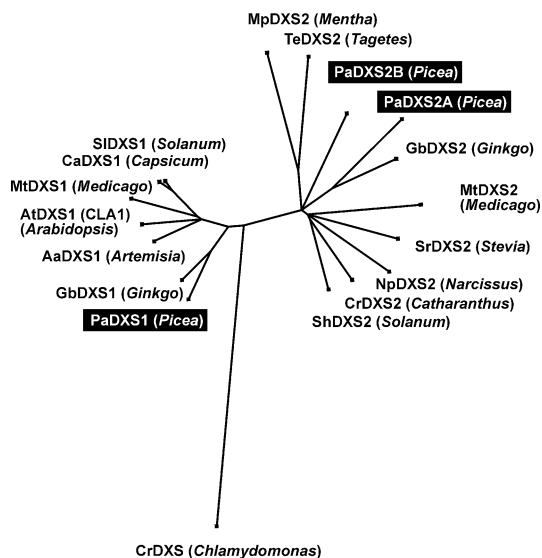 MpDXS2 (Mentha)
TeDXS2 (Tagetes)
PaDXS2B (Picea)
PaDXS2A (Picea)
GbDXS2 (Ginkgo)
MtDXS2
(Medicago)
SrDXS2 (Stevia)
NpDXS2 (Narcissus)
CrDXS2 (Catharanthus)
ShDXS2 (Solanum)
SlDXS1 (Solanum)
CaDXS1 (Capsicum)
MtDXS1 (Medicago)
AtDXS1 (CLA1)
(Arabidopsis)
AaDXS1 (Artemisia)
GbDXS1 (Ginkgo)
PaDXS1 (Picea)
CrDXS (Chlamydomonas)